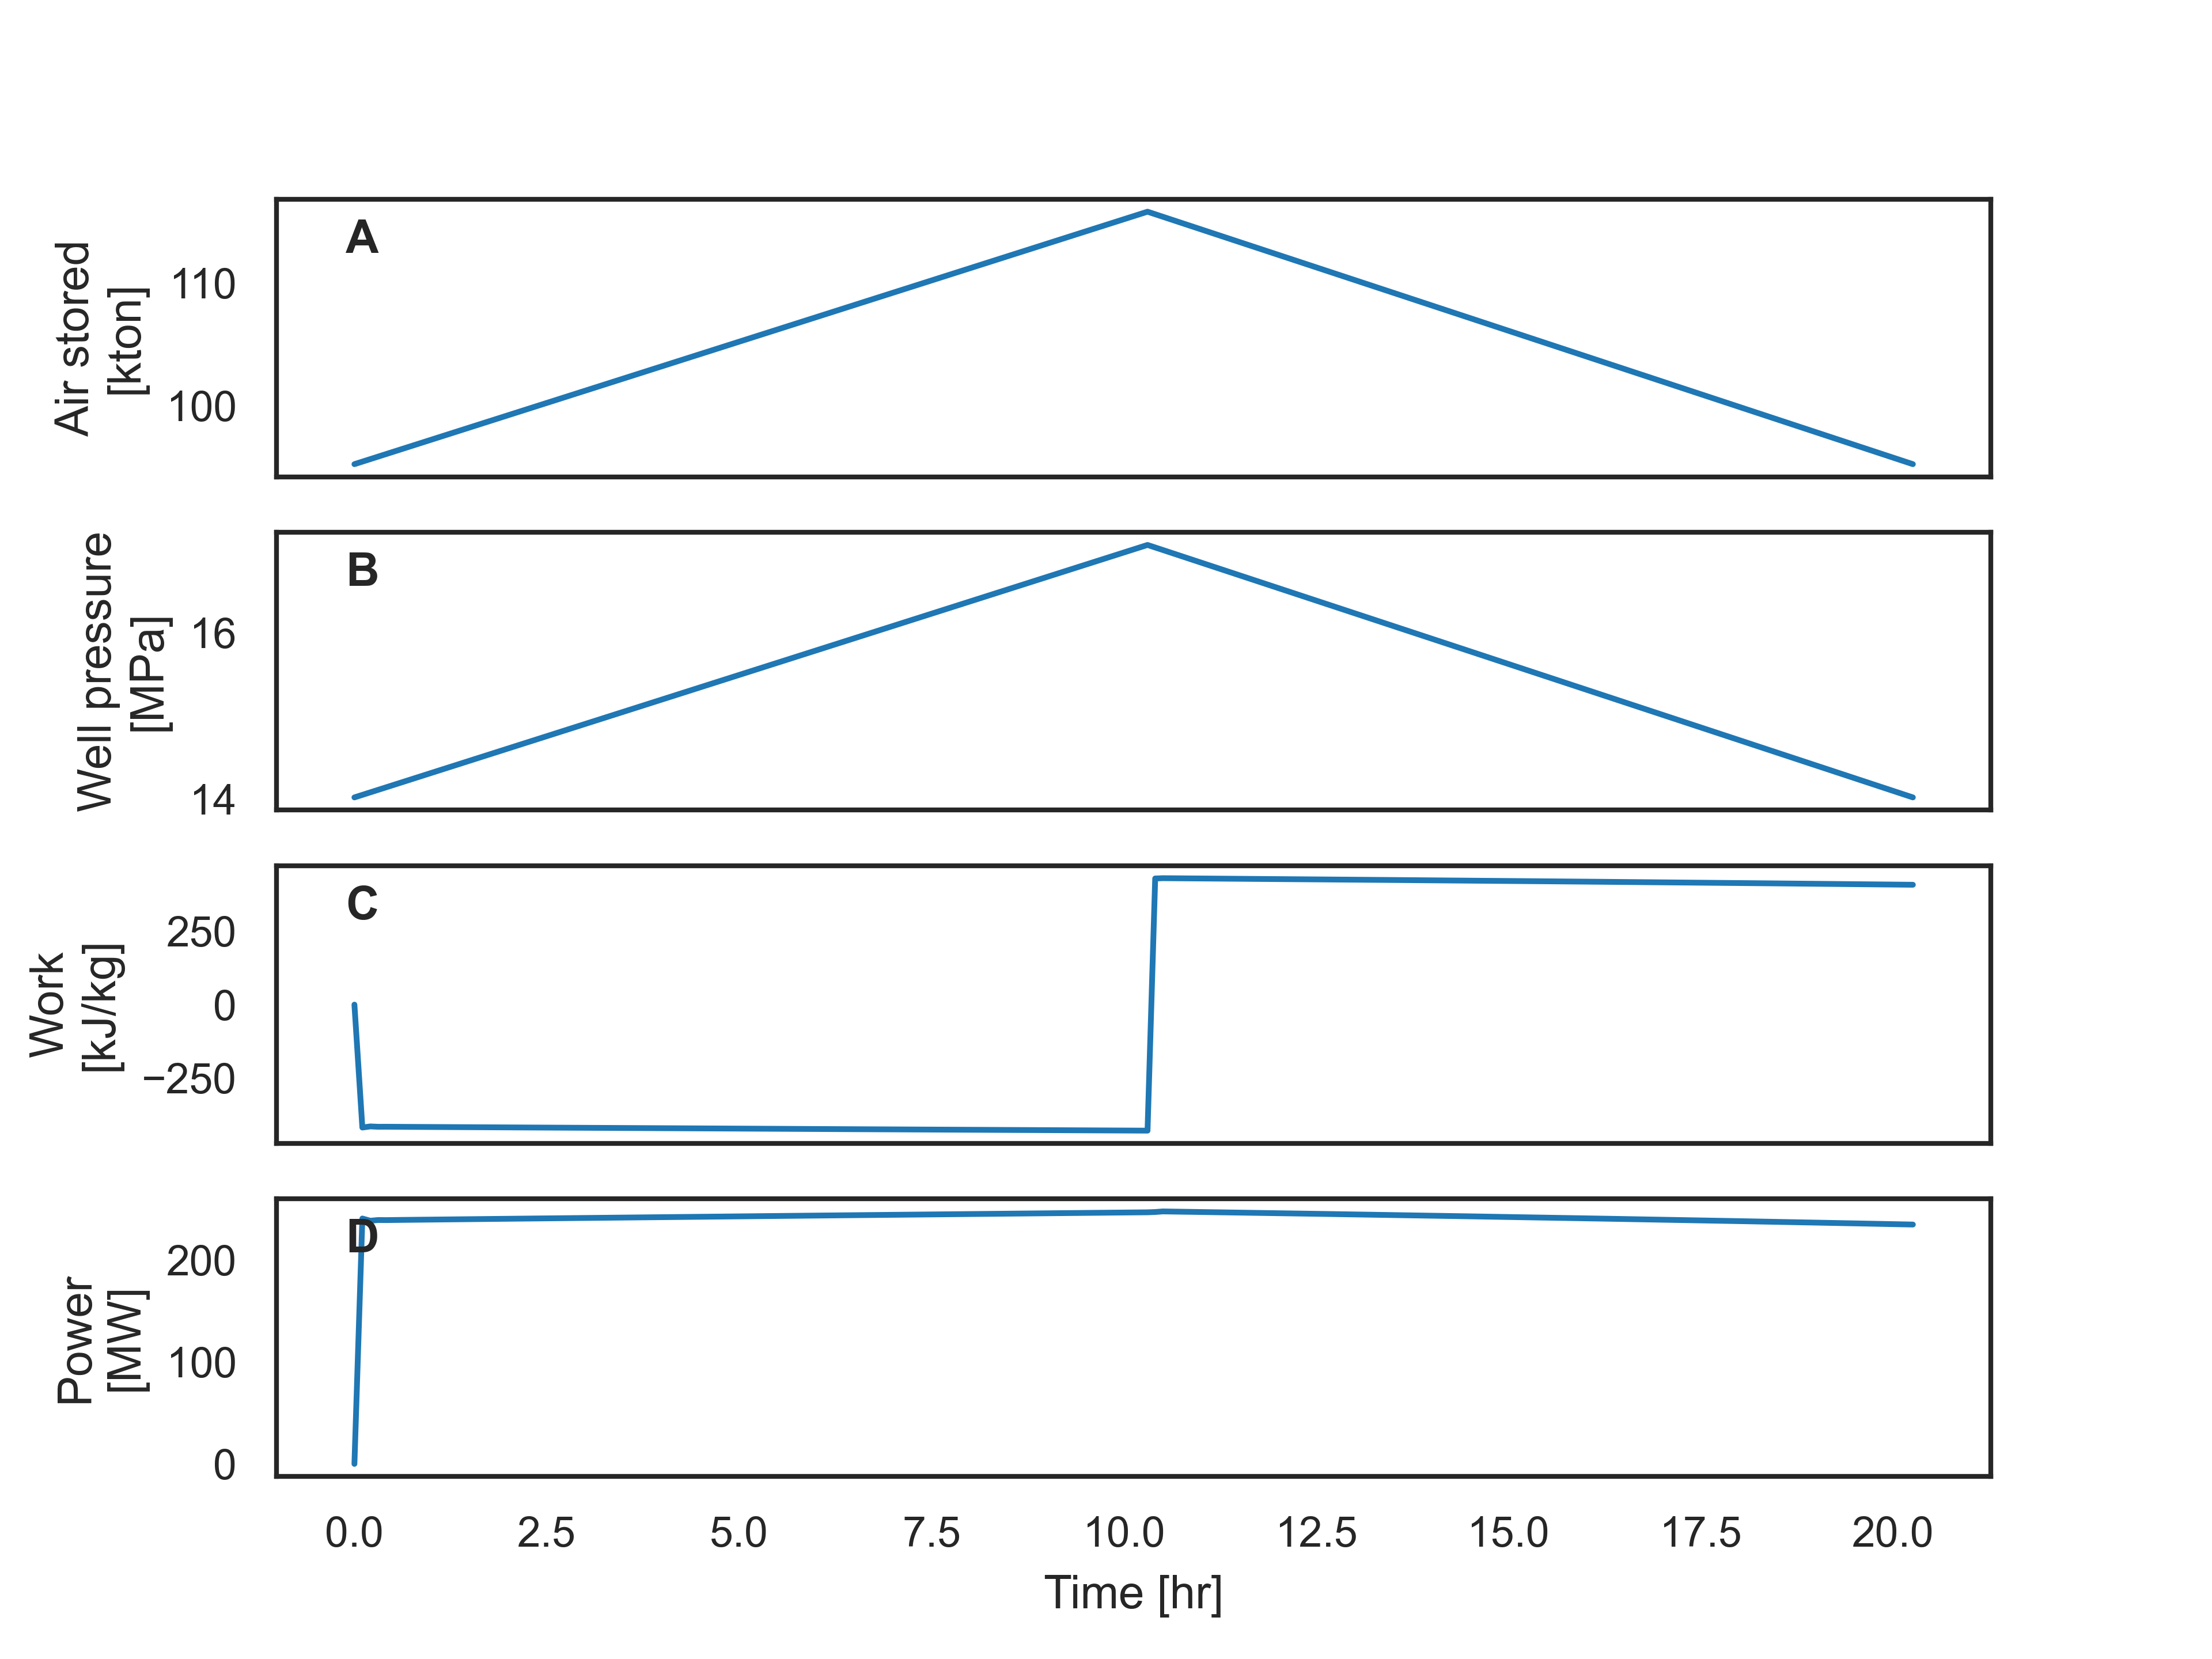 A
Air stored
[kton]
110
100
B
Well pressure
[MPa]
16
14
C
Work
[kJ/kg]
250
0
−250
D
Power
[MW]
200
100
0
0.0 2.5 5.0 7.5 10.0 12.5 15.0 17.5 20.0
Time [hr]